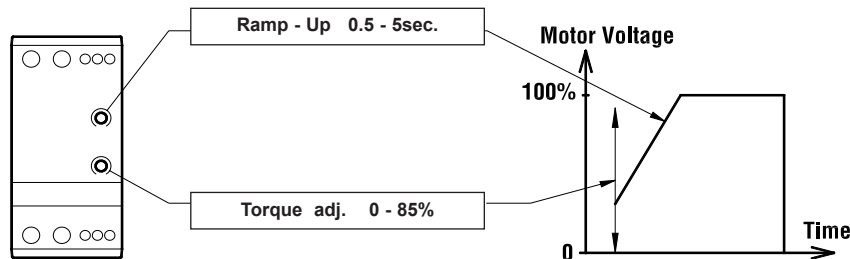 Ramp - Up 0.5 - 5sec.
Motor Voltage
100%
Torque adj. 0 - 85%
Time
0